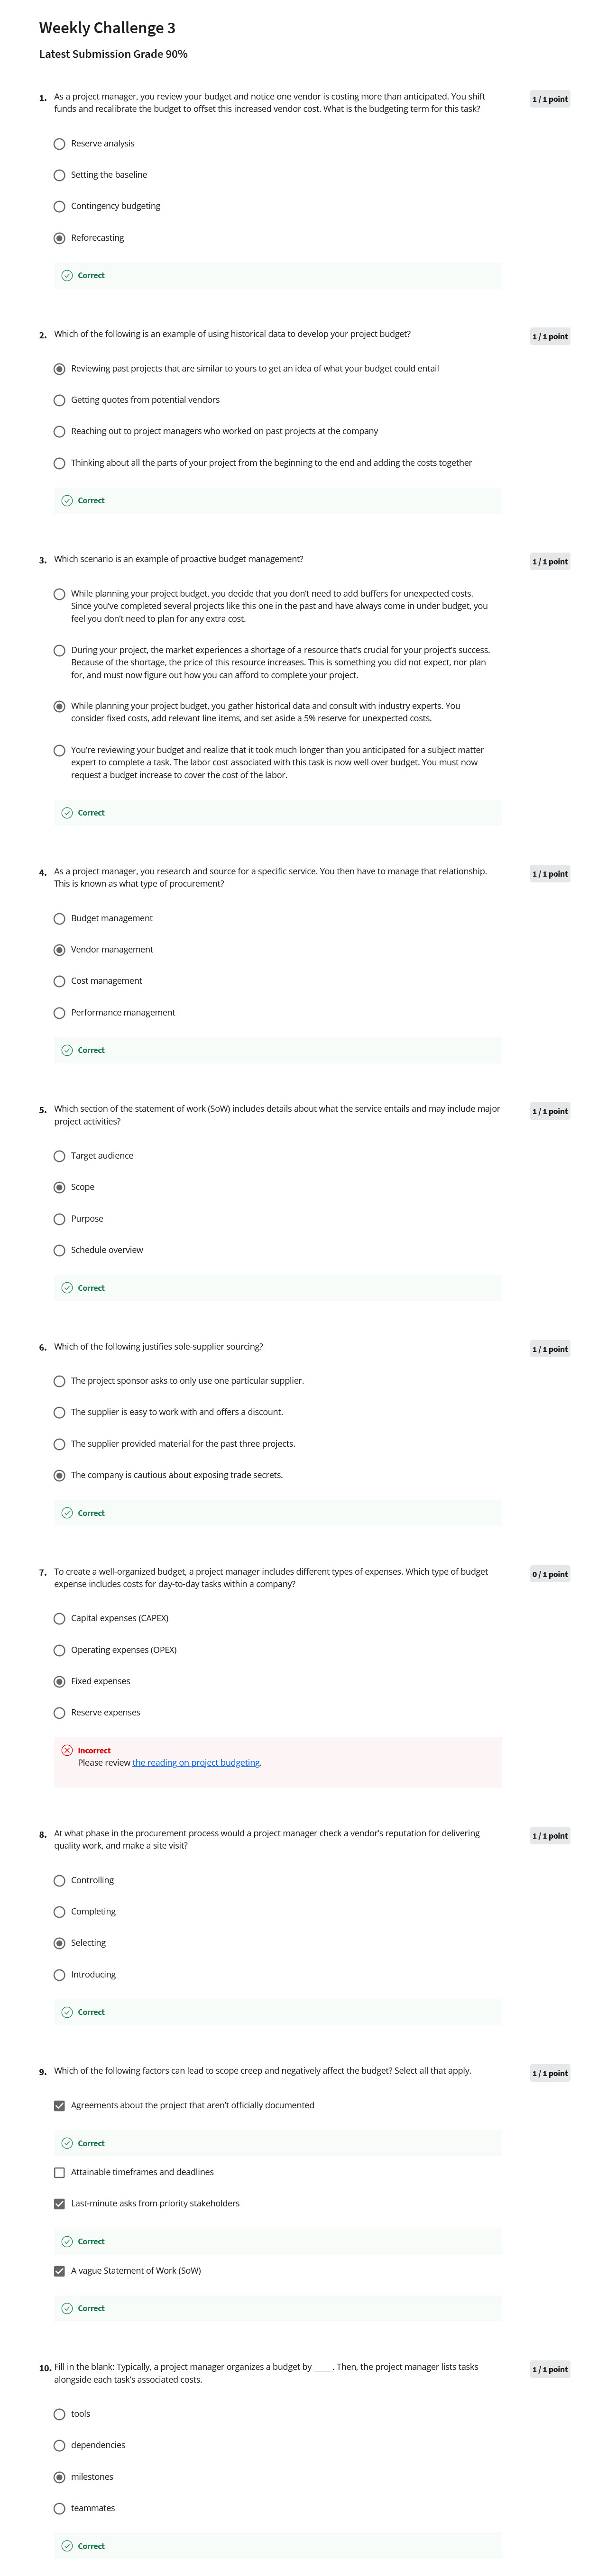 Weekly Challenge 3
Latest Submission Grade 90%
1. As a project manager, you review your budget and notice one vendor is costing more than anticipated. You shift
funds and recalibrate the budget to offset this increased vendor cost. What is the budgeting term for this task?
1 / 1 point
Reserve analysis
Setting the baseline
Contingency budgeting
Reforecasting
Correct
2. Which of the following is an example of using historical data to develop your project budget?
1 / 1 point
Reviewing past projects that are similar to yours to get an idea of what your budget could entail
Getting quotes from potential vendors
Reaching out to project managers who worked on past projects at the company
Thinking about all the parts of your project from the beginning to the end and adding the costs together
Correct
3. Which scenario is an example of proactive budget management?
1 / 1 point
While planning your project budget, you decide that you don't need to add buffers for unexpected costs.
Since you've completed several projects like this one in the past and have always come in under budget, you
feel you don't need to plan for any extra cost.
During your project, the market experiences a shortage of a resource that's crucial for your project's success.
Because of the shortage, the price of this resource increases. This is something you did not expect, nor plan
for, and must now figure out how you can afford to complete your project.
While planning your project budget, you gather historical data and consult with industry experts. You
consider fixed costs, add relevant line items, and set aside a 5% reserve for unexpected costs.
You're reviewing your budget and realize that it took much longer than you anticipated for a subject matter
expert to complete a task. The labor cost associated with this task is now well over budget. You must now
request a budget increase to cover the cost of the labor.
Correct
4. As a project manager, you research and source for a specific service. You then have to manage that relationship.
This is known as what type of procurement?
1 / 1 point
Budget management
Vendor management
Cost management
Performance management
Correct
5. Which section of the statement of work (SoW) includes details about what the service entails and may include major
project activities?
1 / 1 point
Target audience
Scope
Purpose
Schedule overview
Correct
6. Which of the following justifies sole-supplier sourcing?
1 / 1 point
The project sponsor asks to only use one particular supplier.
The supplier is easy to work with and offers a discount.
The supplier provided material for the past three projects.
The company is cautious about exposing trade secrets.
Correct
7. To create a well-organized budget, a project manager includes different types of expenses. Which type of budget
expense includes costs for day-to-day tasks within a company?
0 / 1 point
Capital expenses (CAPEX)
Operating expenses (OPEX)
Fixed expenses
Reserve expenses
Incorrect
Please review the reading on project budgeting.
8. At what phase in the procurement process would a project manager check a vendor's reputation for delivering
quality work, and make a site visit?
1 / 1 point
Controlling
Completing
Selecting
Introducing
Correct
9. Which of the following factors can lead to scope creep and negatively affect the budget? Select all that apply.
1 / 1 point
Agreements about the project that aren't officially documented
Correct
Attainable timeframes and deadlines
Last-minute asks from priority stakeholders
Correct
A vague Statement of Work (SoW)
Correct
10. Fill in the blank: Typically, a project manager organizes a budget by _____. Then, the project manager lists tasks
alongside each task's associated costs.
1 / 1 point
tools
dependencies
milestones
teammates
Correct